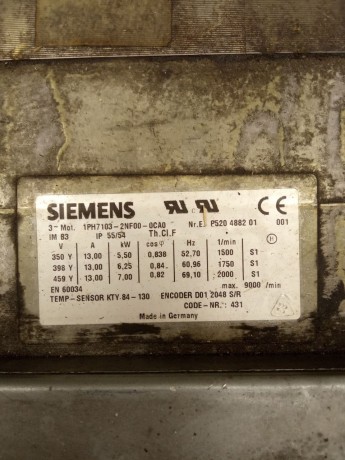 SIEMENS
3~ Mot. 1PH7103-2NF00-0CA0 Nr.E P520 4882 01 001
IM B3 IP 55/54 Th.Cl.F
V A kW cosφ Hz 1/min
350 Y 13,00 5,50 0,838 52,70 1500 S1
398 Y 13,00 6,25 0,84 60,96 1750 S1
459 Y 13,00 7,00 0,82 69,10 2000 S1
EN 60034 max. 9000 /min
TEMP-SENSOR KTY 84-130 ENCODER D01 2048 S/R
CODE-NR.: 431
Made in Germany